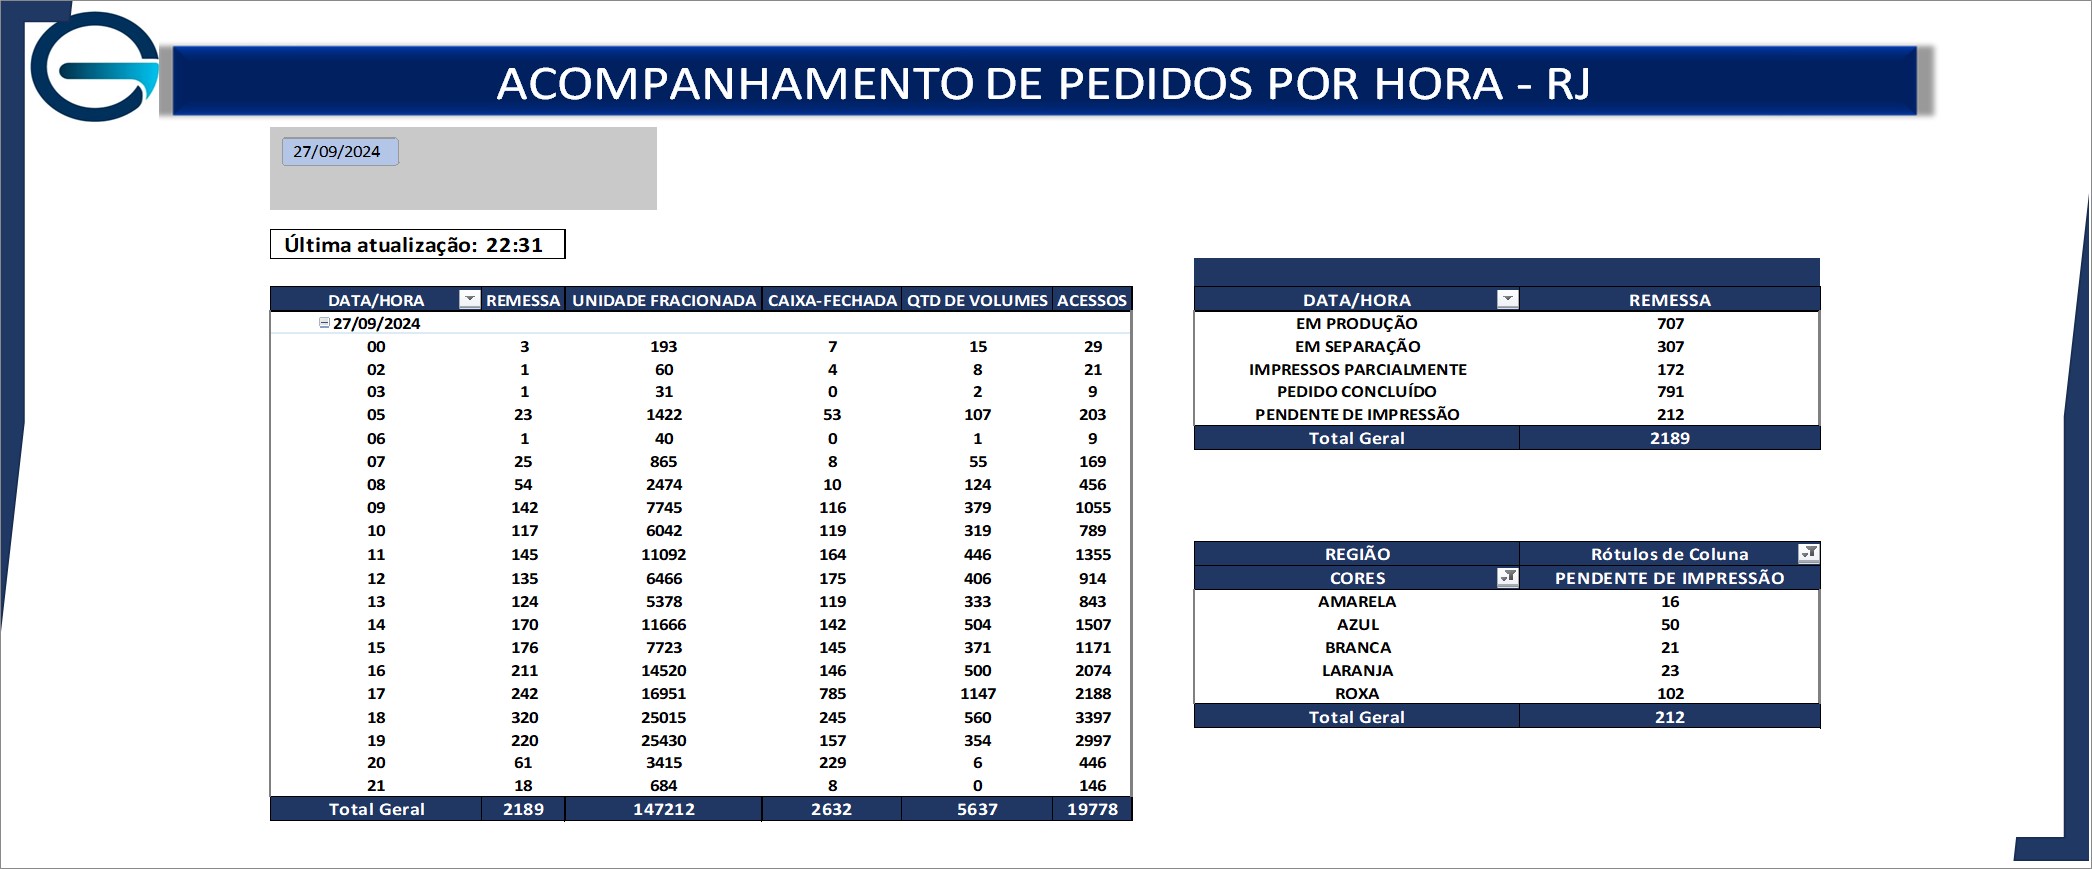 ACOMPANHAMENTO DE PEDIDOS POR HORA - RJ
27/09/2024
Última atualização: 22:31
DATA/HORA REMESSA UNIDADE FRACIONADA CAIXA-FECHADA QTD DE VOLUMES ACESSOS
27/09/2024
00 3 193 7 15 29
02 1 60 4 8 21
03 1 31 0 2 9
05 23 1422 53 107 203
06 1 40 0 1 9
07 25 865 8 55 169
08 54 2474 10 124 456
09 142 7745 116 379 1055
10 117 6042 119 319 789
11 145 11092 164 446 1355
12 135 6466 175 406 914
13 124 5378 119 333 843
14 170 11666 142 504 1507
15 176 7723 145 371 1171
16 211 14520 146 500 2074
17 242 16951 785 1147 2188
18 320 25015 245 560 3397
19 220 25430 157 354 2997
20 61 3415 229 6 446
21 18 684 8 0 146
Total Geral 2189 147212 2632 5637 19778
DATA/HORA REMESSA
EM PRODUÇÃO 707
EM SEPARAÇÃO 307
IMPRESSOS PARCIALMENTE 172
PEDIDO CONCLUÍDO 791
PENDENTE DE IMPRESSÃO 212
Total Geral 2189
REGIÃO Rótulos de Coluna
CORES PENDENTE DE IMPRESSÃO
AMARELA 16
AZUL 50
BRANCA 21
LARANJA 23
ROXA 102
Total Geral 212